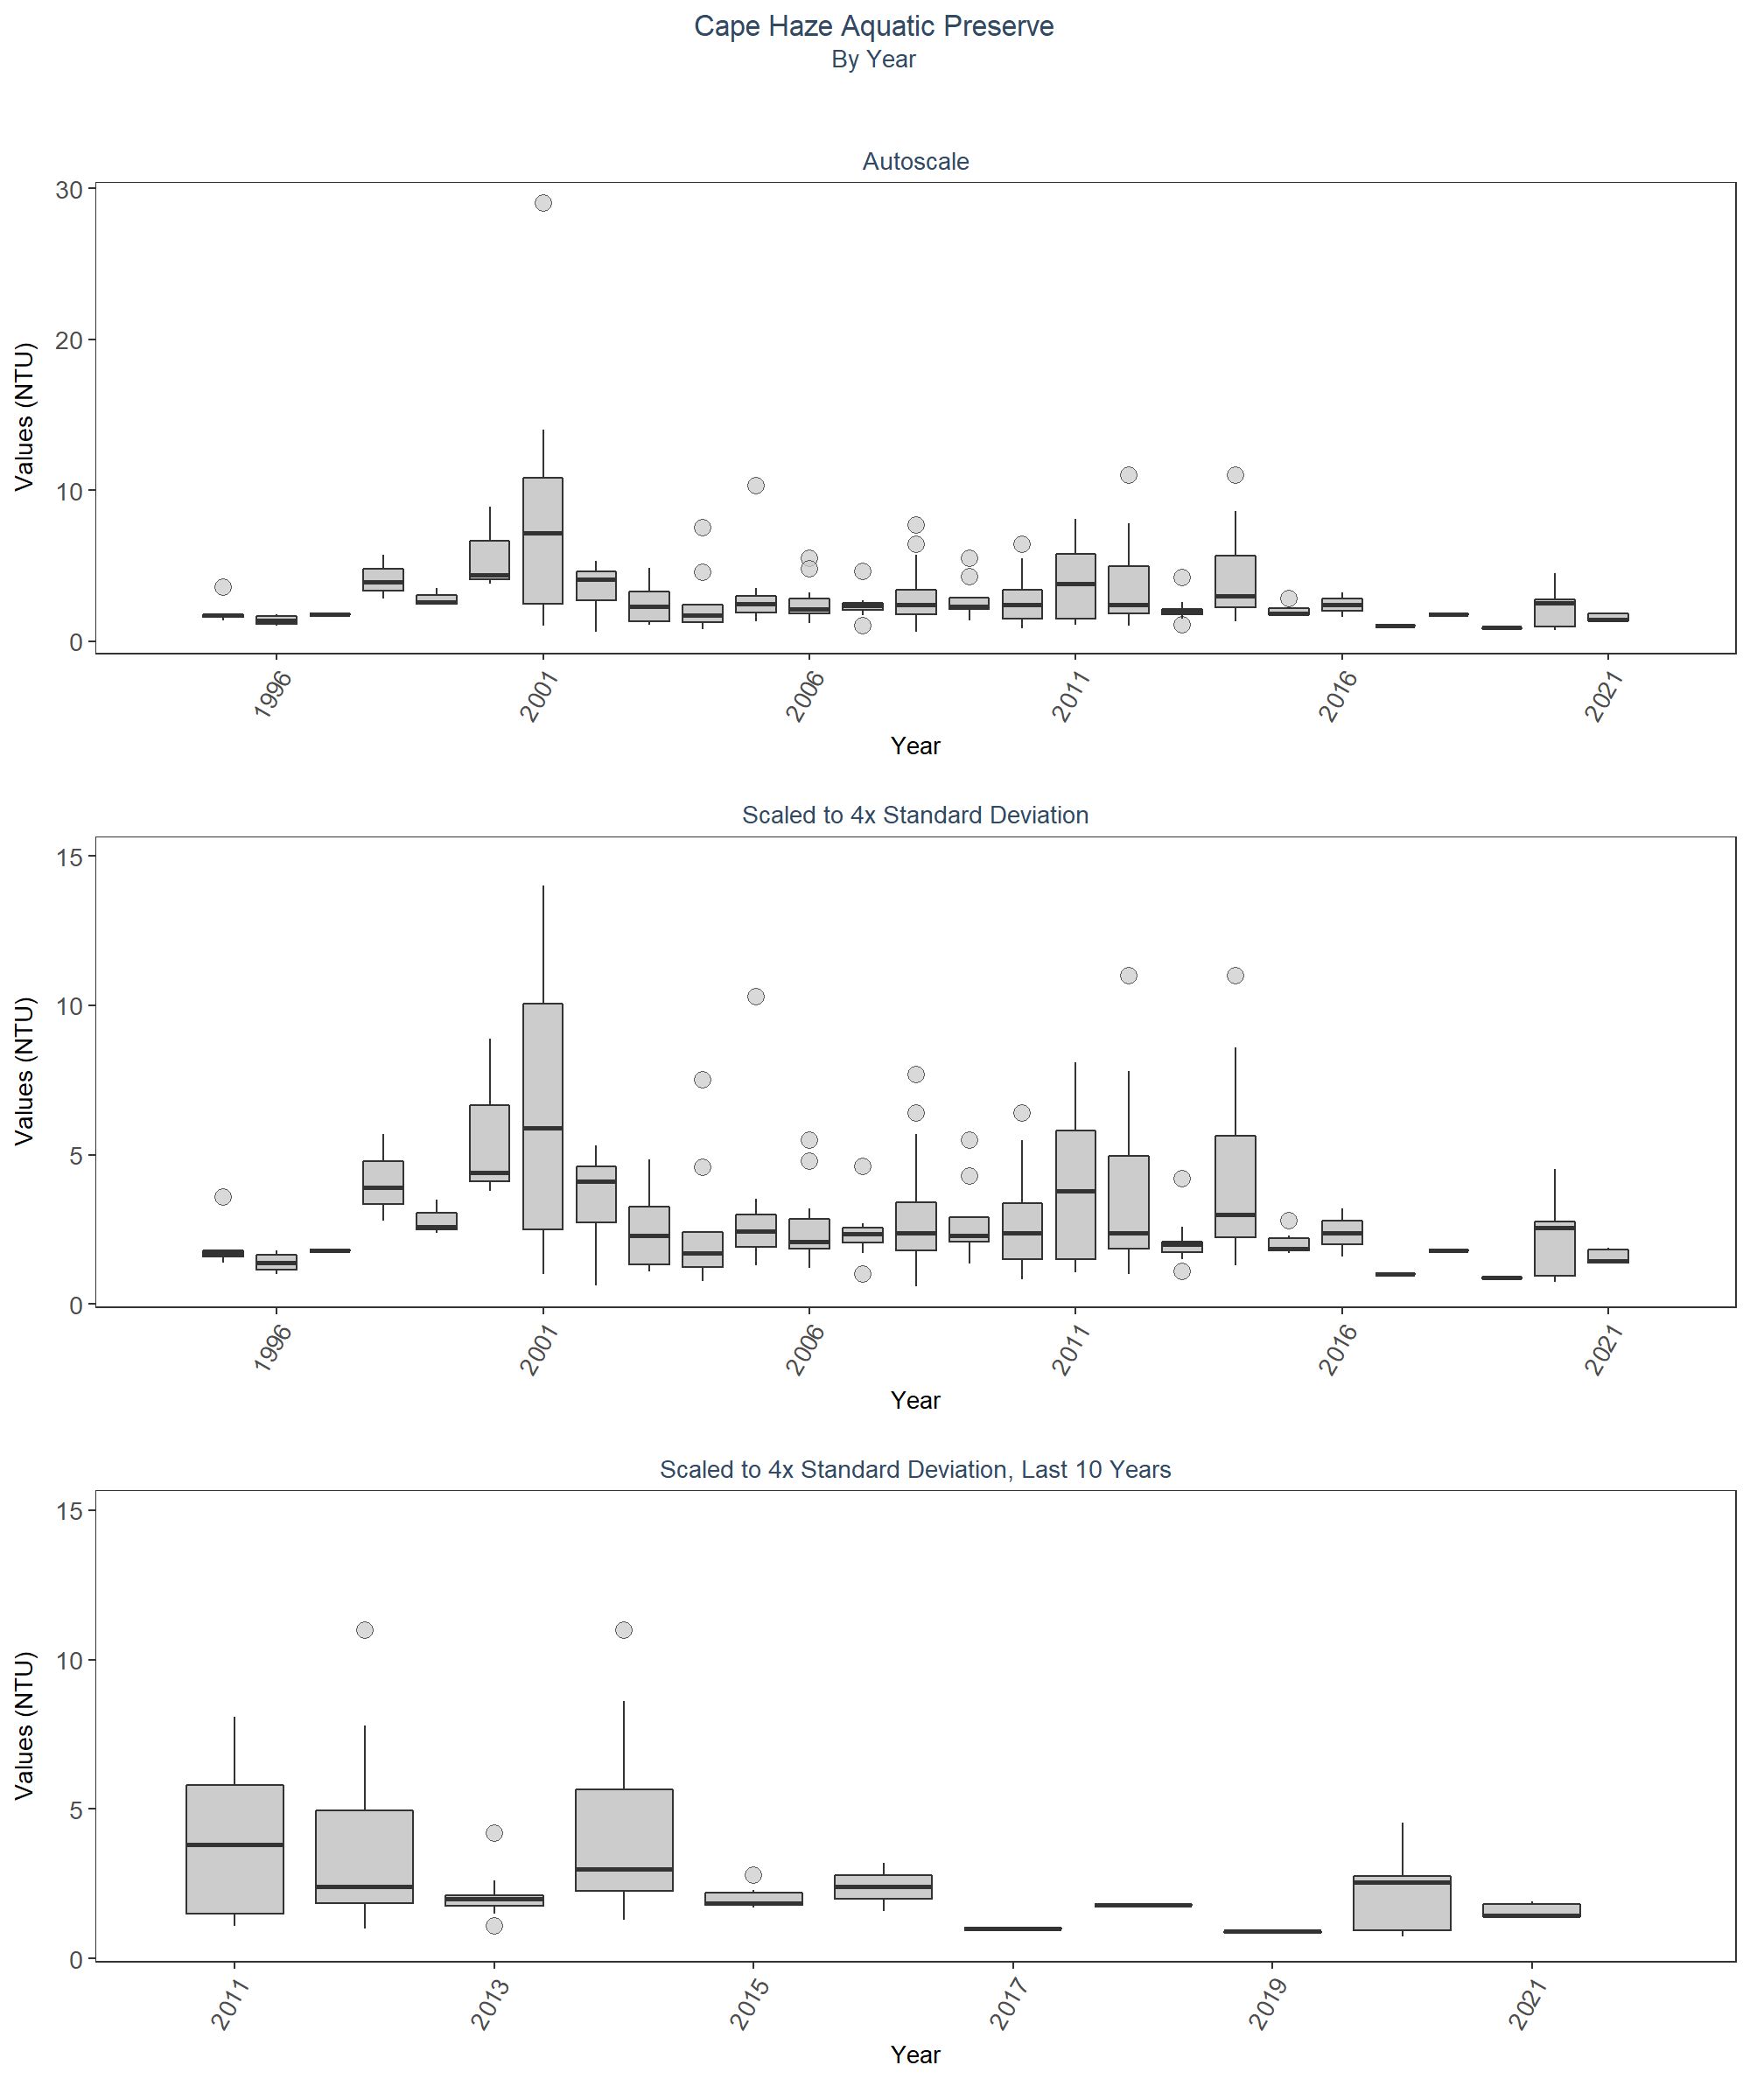 Cape Haze Aquatic Preserve
By Year
Autoscale
30
20
10
0
Values (NTU)
1996
2001
2006
2011
2016
2021
Year
Scaled to 4x Standard Deviation
15
10
5
0
Values (NTU)
1996
2001
2006
2011
2016
2021
Year
Scaled to 4x Standard Deviation, Last 10 Years
15
10
5
0
Values (NTU)
2011
2013
2015
2017
2019
2021
Year